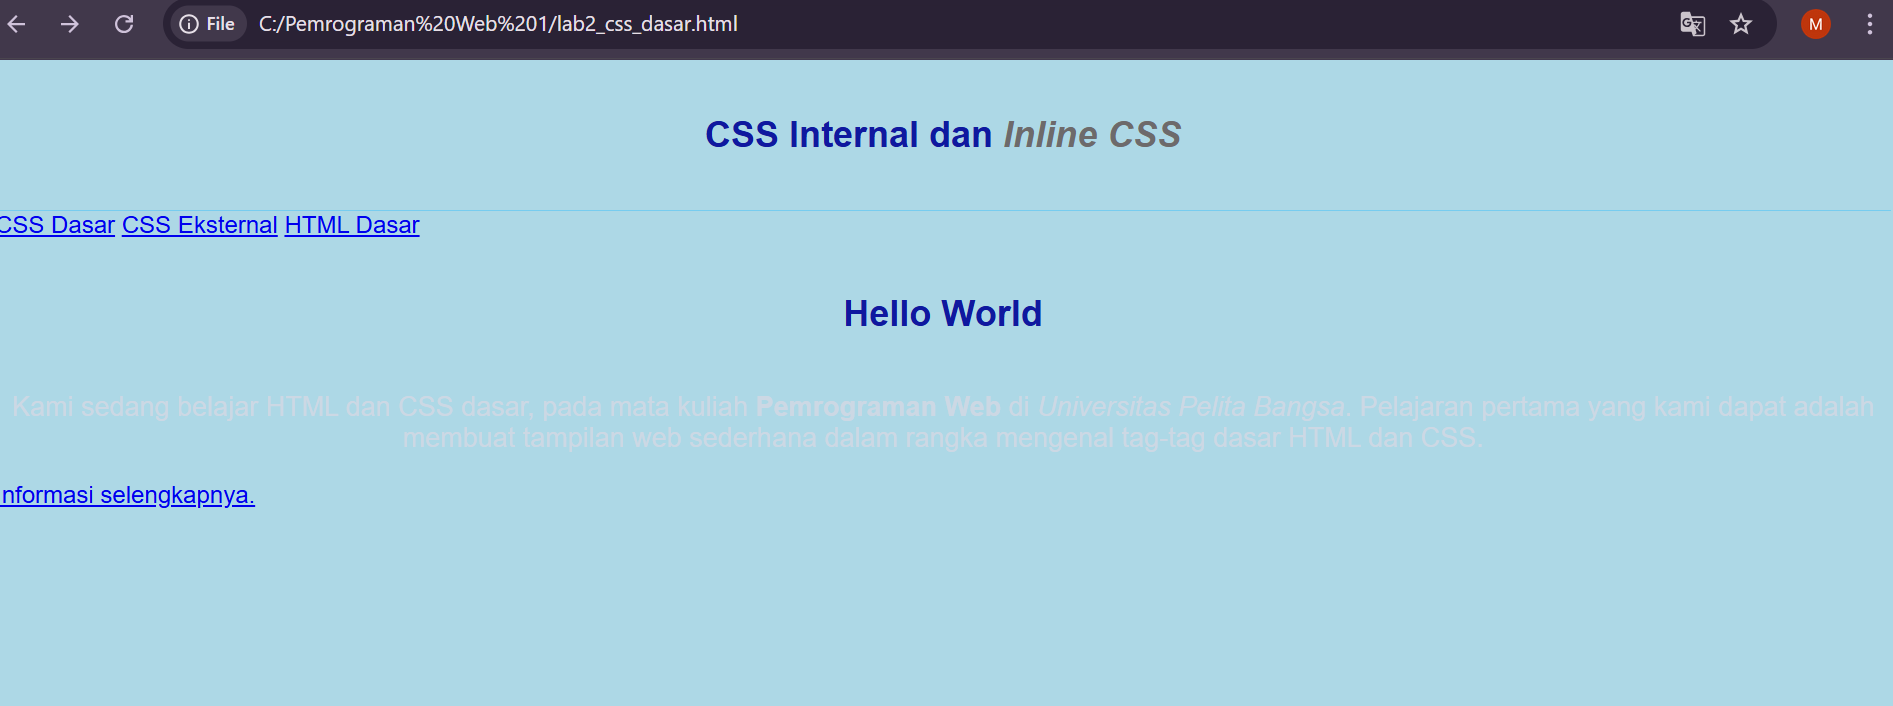 File C:/Pemrograman%20Web%201/lab2_css_dasar.html M
CSS Internal dan Inline CSS
CSS Dasar CSS Eksternal HTML Dasar
Hello World
Kami sedang belajar HTML dan CSS dasar, pada mata kuliah Pemrograman Web di Universitas Pelita Bangsa. Pelajaran pertama yang kami dapat adalah
membuat tampilan web sederhana dalam rangka mengenal tag-tag dasar HTML dan CSS.
nformasi selengkapnya.